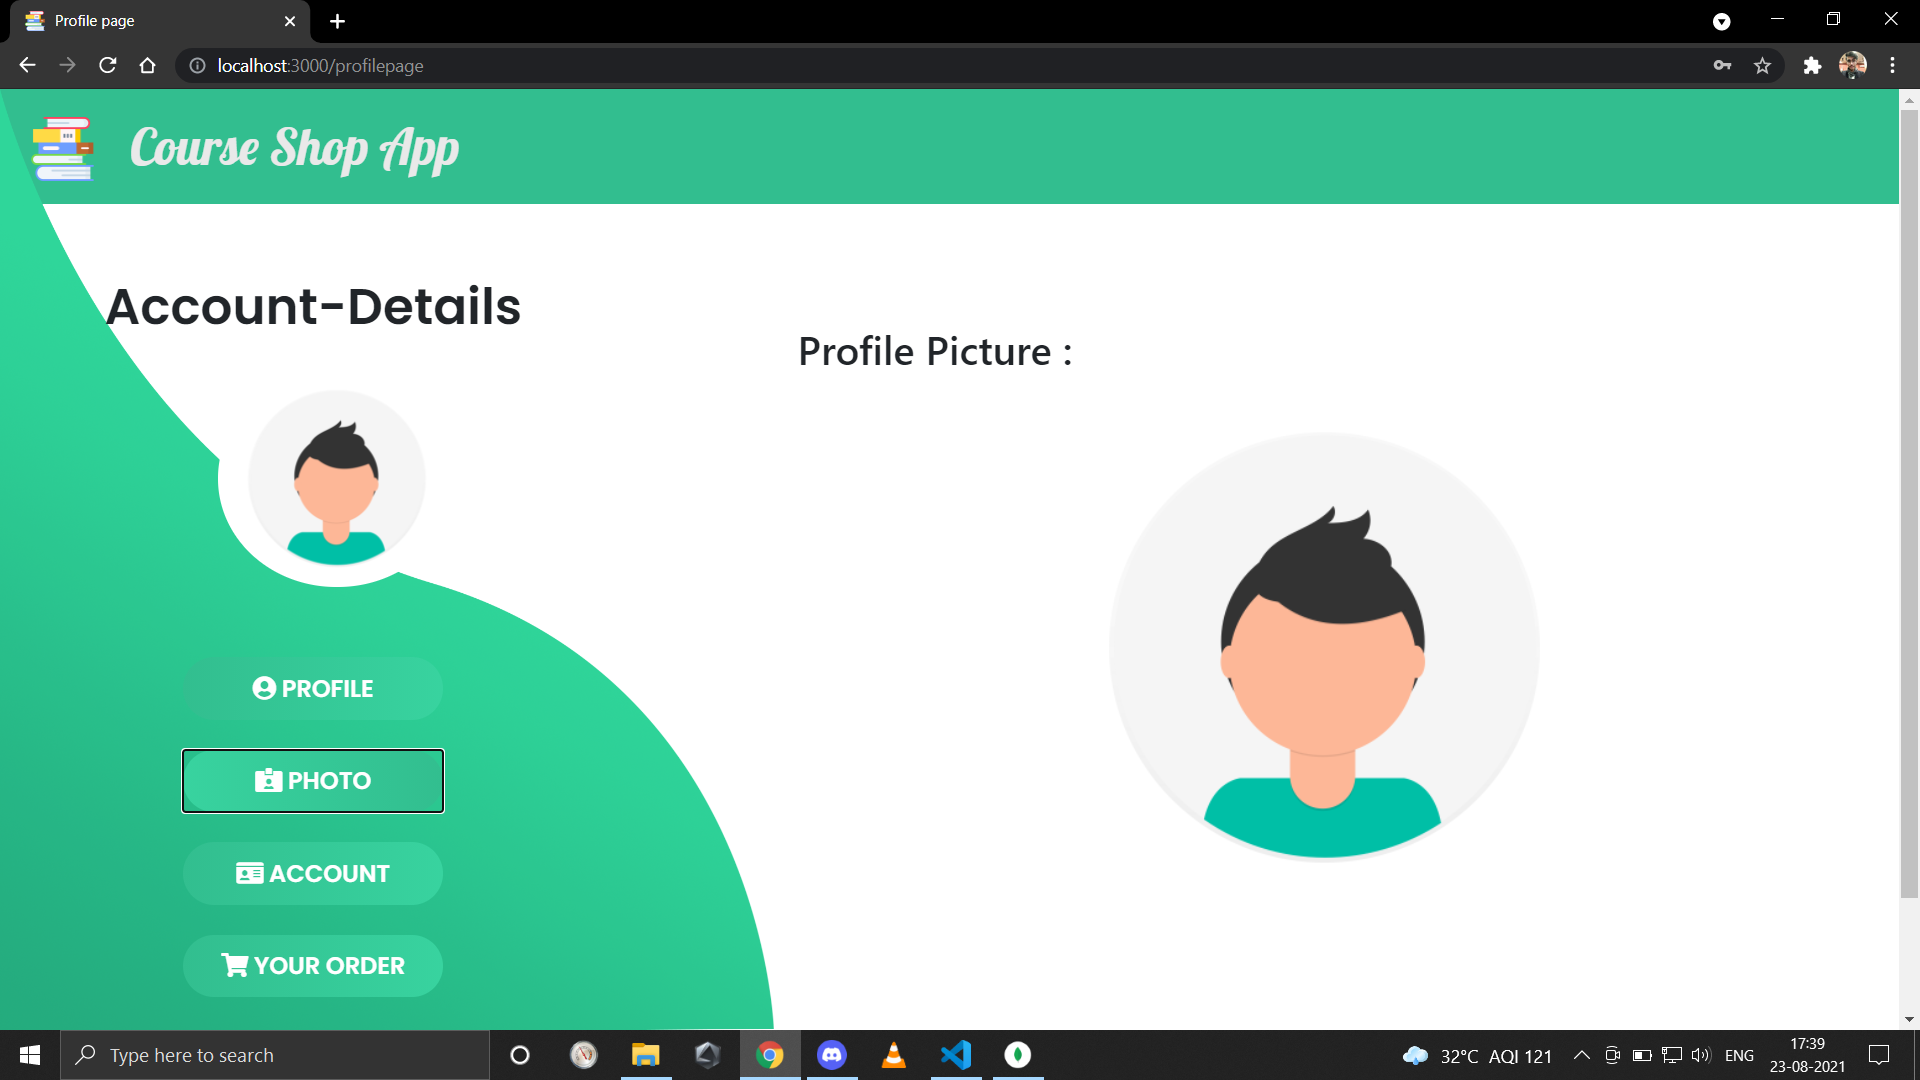 Profile page
localhost:3000/profilepage
Course Shop App
Account-Details
Profile Picture :
PROFILE
PHOTO
ACCOUNT
YOUR ORDER
Type here to search
32°C AQI 121
ENG
17:39
23-08-2021